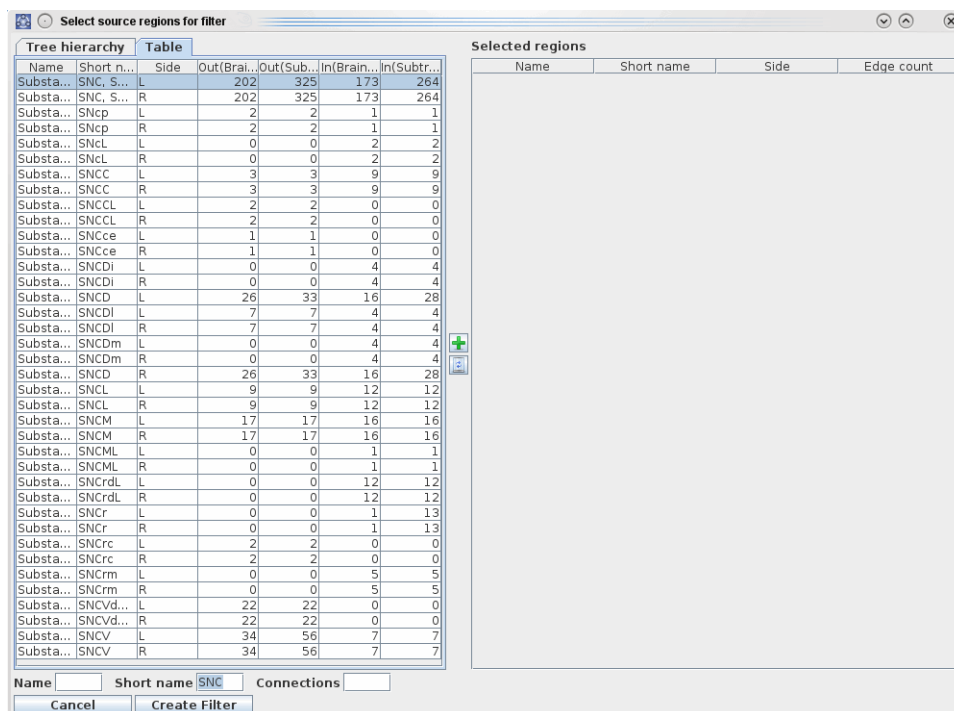 Select source regions for filter
Tree hierarchy Table
Selected regions
Name Short n... Side Out(Brai... Out(Sub... In(Brain... In(Subtr...
Name Short name Side Edge count
Substa... SNC, S... L 202 325 173 264
Substa... SNC, S... R 202 325 173 264
Substa... SNcp L 2 2 1 1
Substa... SNcp R 2 2 1 1
Substa... SNcL L 0 0 2 2
Substa... SNcL R 0 0 2 2
Substa... SNCC L 3 3 9 9
Substa... SNCC R 3 3 9 9
Substa... SNCCL L 2 2 0 0
Substa... SNCCL R 2 2 0 0
Substa... SNCce L 1 1 0 0
Substa... SNCce R 1 1 0 0
Substa... SNCDi L 0 0 4 4
Substa... SNCDi R 0 0 4 4
Substa... SNCD L 26 33 16 28
Substa... SNCDl L 7 7 4 4
Substa... SNCDl R 7 7 4 4
Substa... SNCDm L 0 0 4 4
Substa... SNCDm R 0 0 4 4
Substa... SNCD R 26 33 16 28
Substa... SNCL L 9 9 12 12
Substa... SNCL R 9 9 12 12
Substa... SNCM L 17 17 16 16
Substa... SNCM R 17 17 16 16
Substa... SNCML L 0 0 1 1
Substa... SNCML R 0 0 1 1
Substa... SNCrdL L 0 0 12 12
Substa... SNCrdL R 0 0 12 12
Substa... SNCr L 0 0 1 13
Substa... SNCr R 0 0 1 13
Substa... SNCrc L 2 2 0 0
Substa... SNCrc R 2 2 0 0
Substa... SNCrm L 0 0 5 5
Substa... SNCrm R 0 0 5 5
Substa... SNCVd... L 22 22 0 0
Substa... SNCVd... R 22 22 0 0
Substa... SNCV L 34 56 7 7
Substa... SNCV R 34 56 7 7
Name Short name SNC Connections
Cancel Create Filter